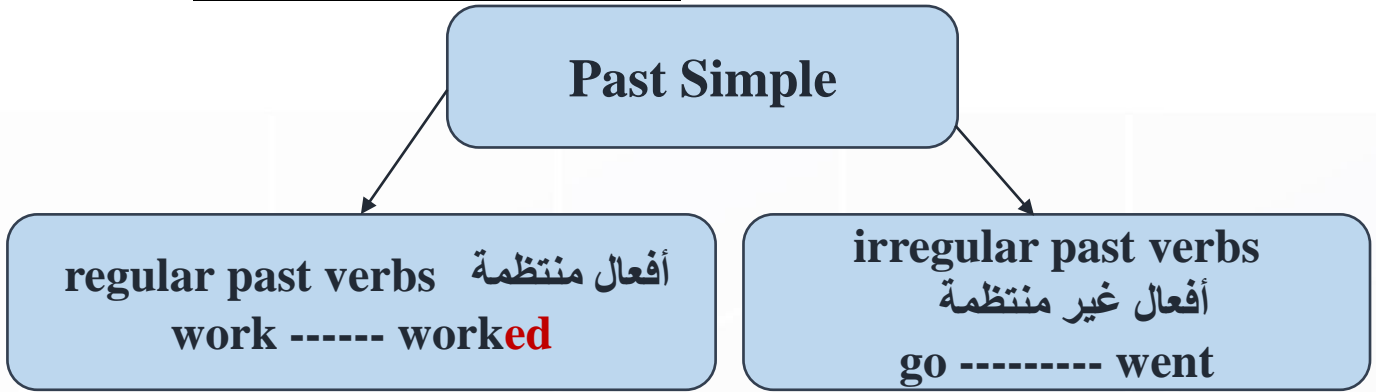 Past Simple
regular past verbs أفعال منتظمة
work ------ worked
irregular past verbs
أفعال غير منتظمة
go --------- went